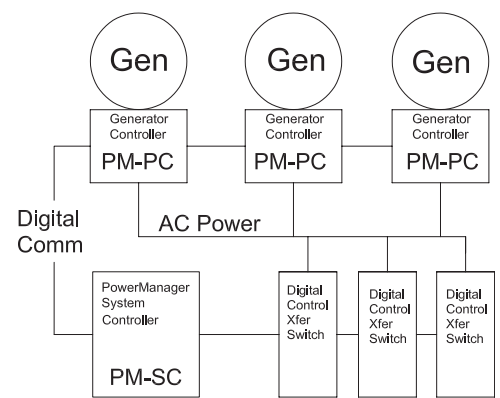 Gen
Gen
Gen
Generator
Controller
PM-PC
Generator
Controller
PM-PC
Generator
Controller
PM-PC
Digital
Comm
AC Power
PowerManager
System
Controller
PM-SC
Digital
Control
Xfer
Switch
Digital
Control
Xfer
Switch
Digital
Control
Xfer
Switch